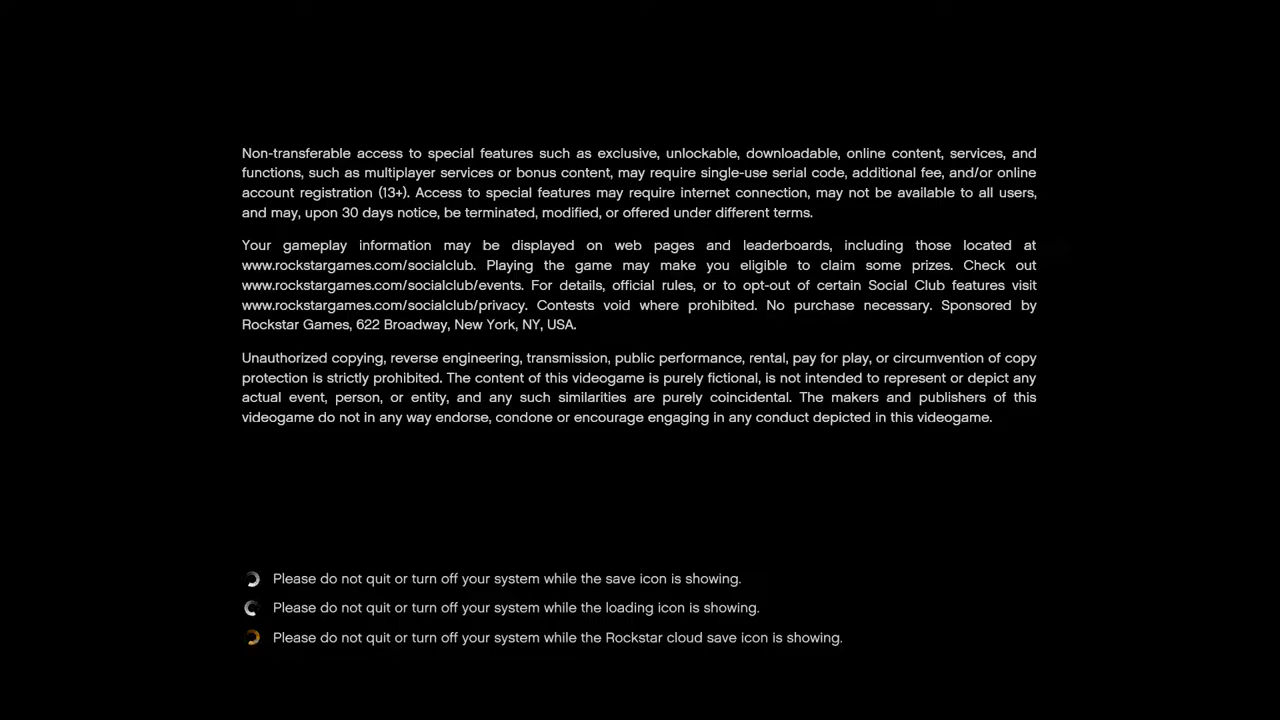 Non-transferable access to special features such as exclusive, unlockable, downloadable, online content, services, and
functions, such as multiplayer services or bonus content, may require single-use serial code, additional fee, and/or online
account registration (13+). Access to special features may require internet connection, may not be available to all users,
and may, upon 30 days notice, be terminated, modified, or offered under different terms.
Your gameplay information may be displayed on web pages and leaderboards, including those located at
www.rockstargames.com/socialclub. Playing the game may make you eligible to claim some prizes. Check out
www.rockstargames.com/socialclub/events. For details, official rules, or to opt-out of certain Social Club features visit
www.rockstargames.com/socialclub/privacy. Contests void where prohibited. No purchase necessary. Sponsored by
Rockstar Games, 622 Broadway, New York, NY, USA.
Unauthorized copying, reverse engineering, transmission, public performance, rental, pay for play, or circumvention of copy
protection is strictly prohibited. The content of this videogame is purely fictional, is not intended to represent or depict any
actual event, person, or entity, and any such similarities are purely coincidental. The makers and publishers of this
videogame do not in any way endorse, condone or encourage engaging in any conduct depicted in this videogame.
Please do not quit or turn off your system while the save icon is showing.
Please do not quit or turn off your system while the loading icon is showing.
Please do not quit or turn off your system while the Rockstar cloud save icon is showing.